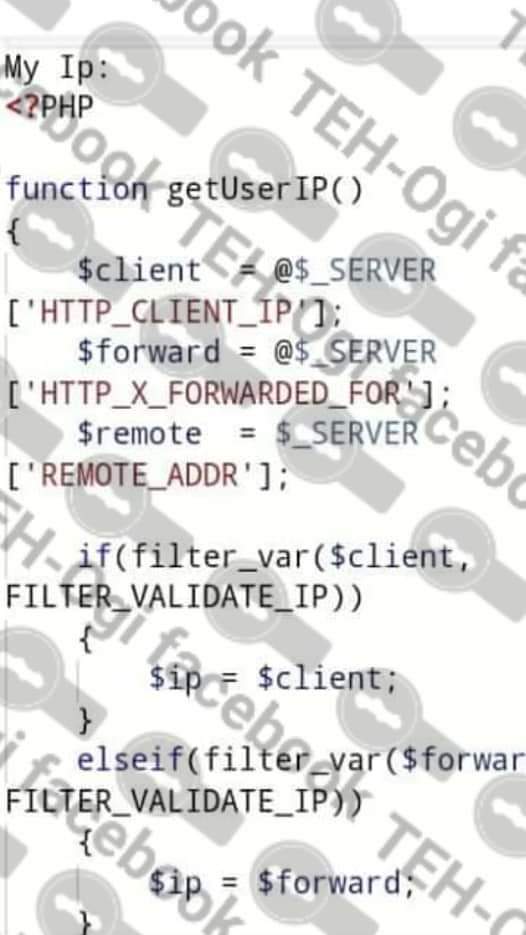 My Ip:
<?PHP
function getUserIP()
{
    $client  = @$_SERVER
['HTTP_CLIENT_IP'];
    $forward = @$_SERVER
['HTTP_X_FORWARDED_FOR'];
    $remote  = $_SERVER
['REMOTE_ADDR'];
    if(filter_var($client,
FILTER_VALIDATE_IP))
    {
        $ip = $client;
    }
    elseif(filter_var($forwar
FILTER_VALIDATE_IP))
    {
        $ip = $forward;
    }
TEH-Ogi facebook